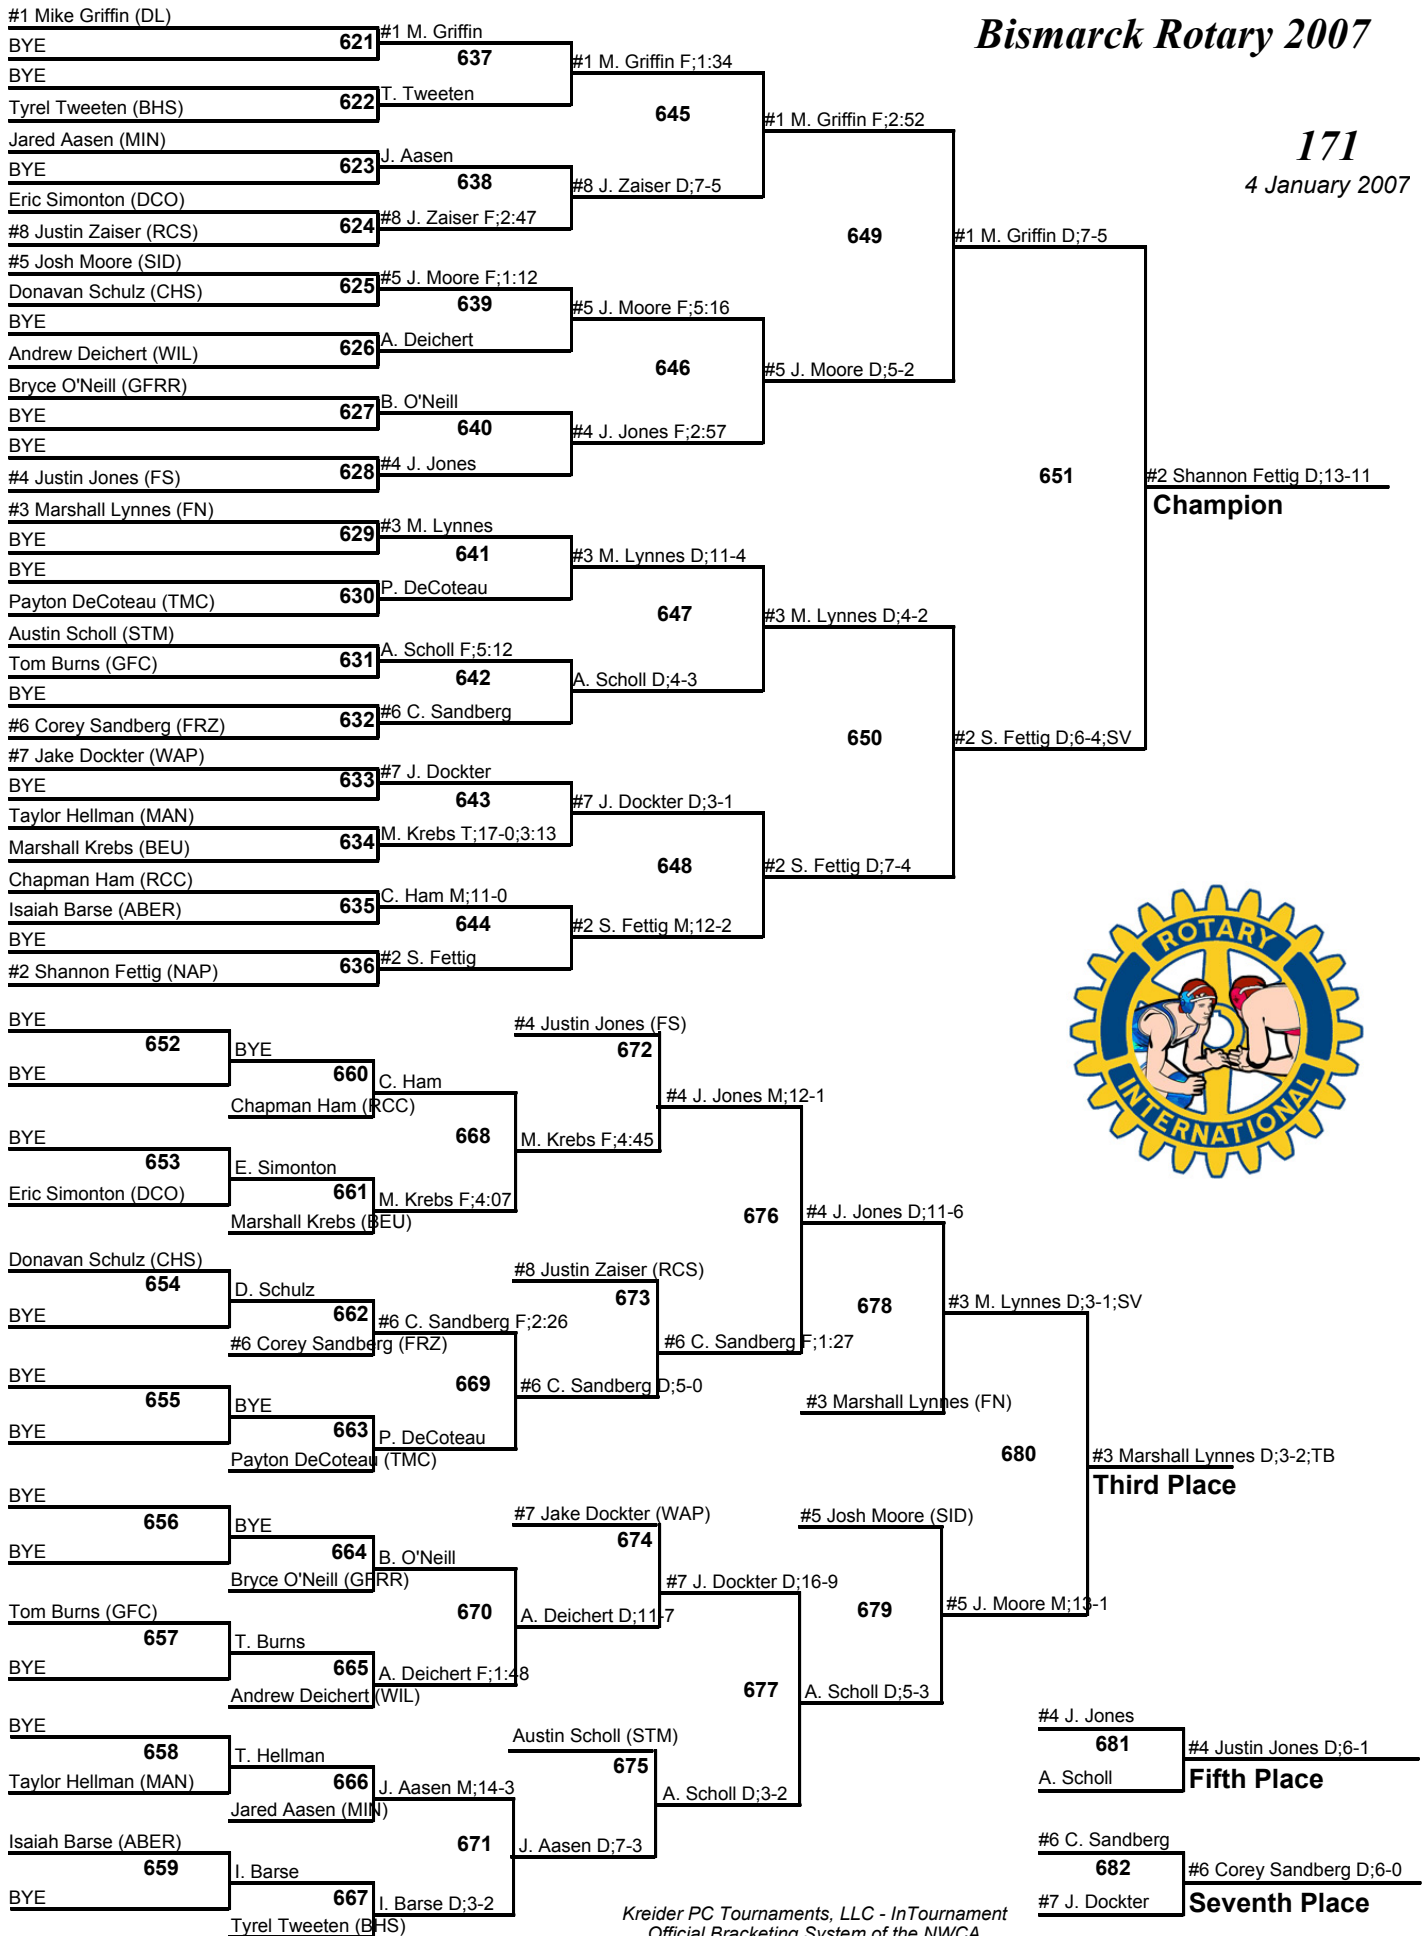 Bismarck Rotary 2007
171
4 January 2007
#1 Mike Griffin (DL)
BYE
621
BYE
Tyrel Tweeten (BHS)
622
Jared Aasen (MIN)
BYE
623
Eric Simonton (DCO)
#8 Justin Zaiser (RCS)
624
#5 Josh Moore (SID)
Donavan Schulz (CHS)
625
BYE
Andrew Deichert (WIL)
626
Bryce O'Neill (GFRR)
BYE
627
BYE
#4 Justin Jones (FS)
628
#3 Marshall Lynnes (FN)
BYE
629
BYE
Payton DeCoteau (TMC)
630
Austin Scholl (STM)
Tom Burns (GFC)
631
BYE
#6 Corey Sandberg (FRZ)
632
#7 Jake Dockter (WAP)
BYE
633
Taylor Hellman (MAN)
Marshall Krebs (BEU)
634
Chapman Ham (RCC)
Isaiah Barse (ABER)
635
BYE
#2 Shannon Fettig (NAP)
636
#1 M. Griffin
637
T. Tweeten
J. Aasen
638
#8 J. Zaiser F;2:47
#5 J. Moore F;1:12
639
A. Deichert
B. O'Neill
640
#4 J. Jones
#3 M. Lynnes
641
P. DeCoteau
A. Scholl F;5:12
642
#6 C. Sandberg
#7 J. Dockter
643
M. Krebs T;17-0;3:13
C. Ham M;11-0
644
#2 S. Fettig
#1 M. Griffin F;1:34
645
#8 J. Zaiser D;7-5
#5 J. Moore F;5:16
646
#4 J. Jones F;2:57
#3 M. Lynnes D;11-4
647
A. Scholl D;4-3
#7 J. Dockter D;3-1
648
#2 S. Fettig M;12-2
#1 M. Griffin F;2:52
649
#5 J. Moore D;5-2
#3 M. Lynnes D;4-2
650
#2 S. Fettig D;7-4
#1 M. Griffin D;7-5
651
#2 S. Fettig D;6-4;SV
#2 Shannon Fettig D;13-11
Champion
ROTARY
INTERNATIONAL
BYE
652
BYE
BYE
653
Eric Simonton (DCO)
Donavan Schulz (CHS)
654
BYE
BYE
655
BYE
BYE
656
BYE
Tom Burns (GFC)
657
BYE
BYE
658
Taylor Hellman (MAN)
Isaiah Barse (ABER)
659
BYE
BYE
660
Chapman Ham (RCC)
E. Simonton
661
Marshall Krebs (BEU)
D. Schulz
662
#6 Corey Sandberg (FRZ)
BYE
663
Payton DeCoteau (TMC)
BYE
664
Bryce O'Neill (GFRR)
T. Burns
665
Andrew Deichert (WIL)
T. Hellman
666
Jared Aasen (MIN)
I. Barse
667
Tyrel Tweeten (BHS)
C. Ham
668
M. Krebs F;4:07
#6 C. Sandberg F;2:26
669
P. DeCoteau
B. O'Neill
670
A. Deichert F;1:48
J. Aasen M;14-3
671
I. Barse D;3-2
#4 Justin Jones (FS)
672
M. Krebs F;4:45
#8 Justin Zaiser (RCS)
673
#6 C. Sandberg D;5-0
#7 Jake Dockter (WAP)
674
A. Deichert D;11-7
Austin Scholl (STM)
675
J. Aasen D;7-3
#4 J. Jones M;12-1
676
#6 C. Sandberg F;1:27
#7 J. Dockter D;16-9
677
A. Scholl D;3-2
#4 J. Jones D;11-6
678
#3 Marshall Lynnes (FN)
#5 Josh Moore (SID)
679
A. Scholl D;5-3
#3 M. Lynnes D;3-1;SV
680
#5 J. Moore M;13-1
#3 Marshall Lynnes D;3-2;TB
Third Place
#4 J. Jones
681
A. Scholl
#4 Justin Jones D;6-1
Fifth Place
#6 C. Sandberg
682
#7 J. Dockter
#6 Corey Sandberg D;6-0
Seventh Place
Kreider PC Tournaments, LLC - InTournament
Official Bracketing System of the NWCA